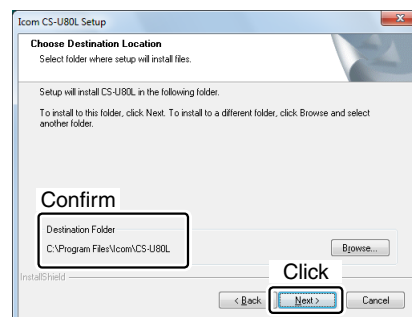 Icom CS-U80L Setup
Choose Destination Location
Select folder where setup will install files.
Setup will install CS-U80L in the following folder.
To install to this folder, click Next. To install to a different folder, click Browse and select
another folder.
Confirm
Destination Folder
C:\Program Files\Icom\CS-U80L
Browse...
Click
InstallShield
< Back
Next >
Cancel